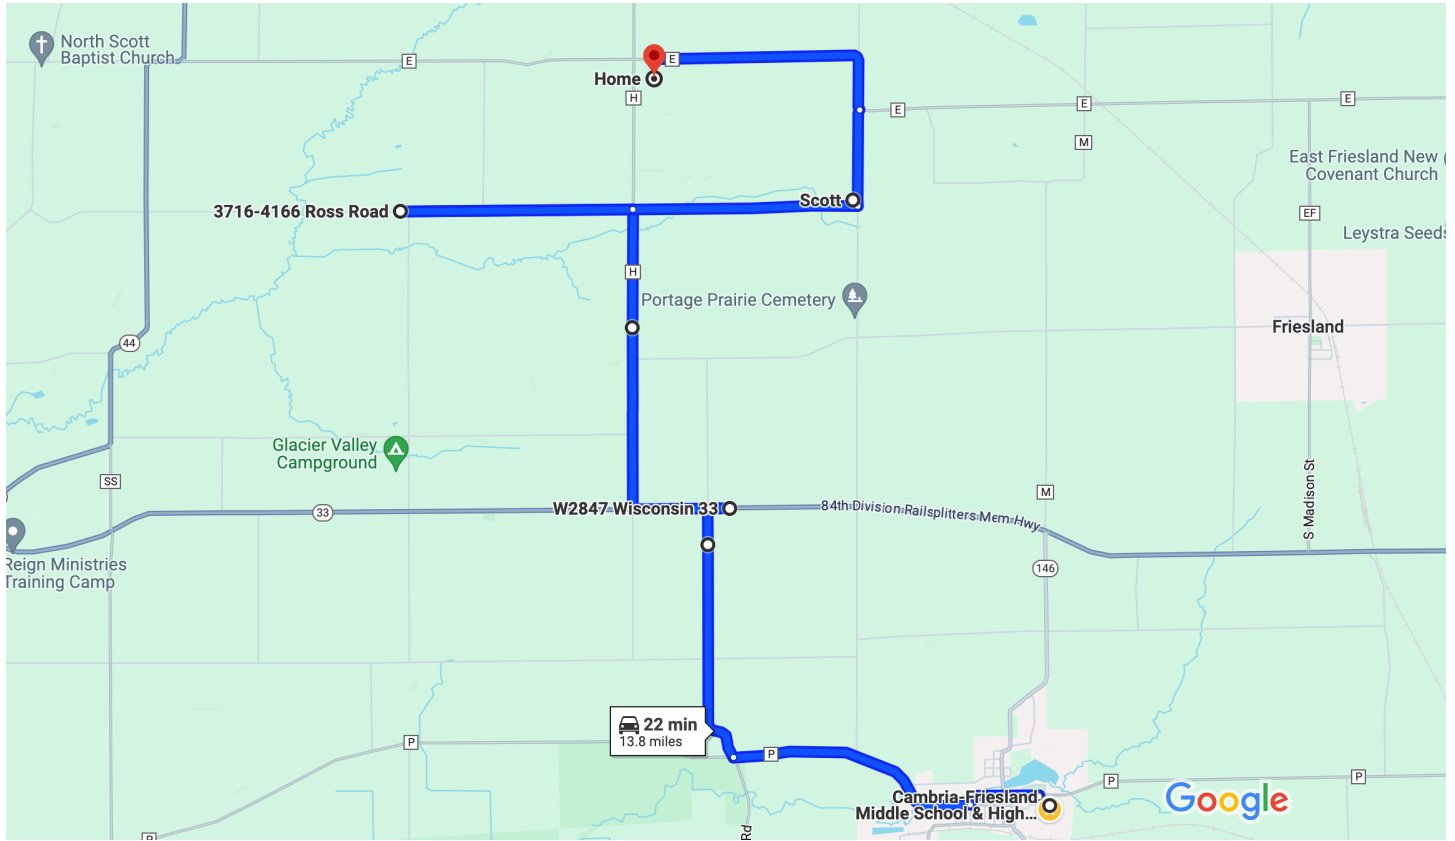 North Scott
Baptist Church
E
E
Home
H
E
E
E
M
East Friesland New
Covenant Church
Scott
3716-4166 Ross Road
EF
Leystra Seeds
H
Portage Prairie Cemetery
Friesland
44
Glacier Valley
Campground
SS
M
S Madison St
W2847 Wisconsin 33
33
84th Division Railsplitters Mem Hwy
Reign Ministries
Training Camp
146
22 min
13.8 miles
P
P
P
P
Cambria-Friesland
Middle School & High...
Google
Rd